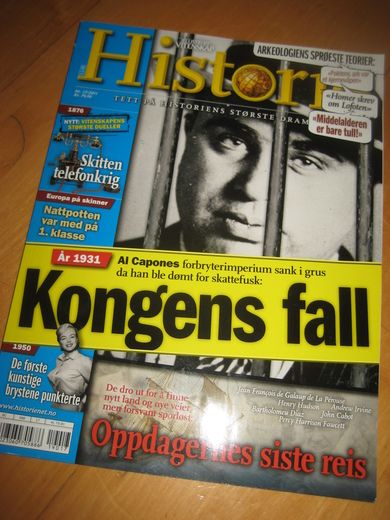 VITENSKAP
ARKEOLOGIENS SPRØESTE TEORIER:
Historie
«Homer skrev
om Lofoten»
«Middelalderen
er bare tull!»
TETT PÅ HISTORIENS STØRSTE DRAM
1876
NYTT: VITENSKAPENS
STØRSTE DUELLER
Skitten
telefonkrig
Europa på skinner
Nattpotten
var med på
1. klasse
År 1931
Al Capones forbryterimperium sank i grus
da han ble dømt for skattefusk:
Kongens fall
1950
De første
kunstige
brystene punkterte
www.historienet.no
De dro ut for å finne
nytt land og nye veier
men forsvant sporløst:
Jean François de Galaup de La Pérouse
Henry Hudson Andrew Irvine
Bartholomeu Diaz John Cabot
Percy Harrison Fawcett
Oppdagernes siste reis